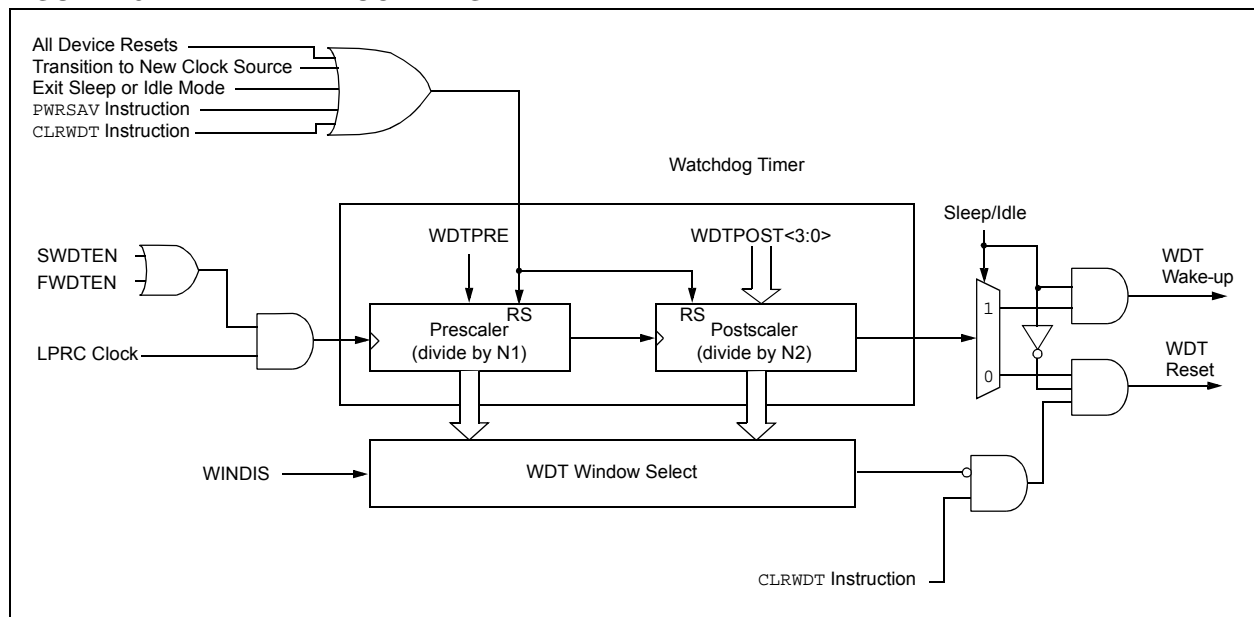 All Device Resets
Transition to New Clock Source
Exit Sleep or Idle Mode
PWRSAV Instruction
CLRWDT Instruction
Watchdog Timer
Sleep/Idle
SWDTEN
FWDTEN
WDTPRE
WDTPOST<3:0>
WDT
Wake-up
RS
RS
1
Prescaler
(divide by N1)
Postscaler
(divide by N2)
LPRC Clock
0
WDT
Reset
WINDIS
WDT Window Select
CLRWDT Instruction